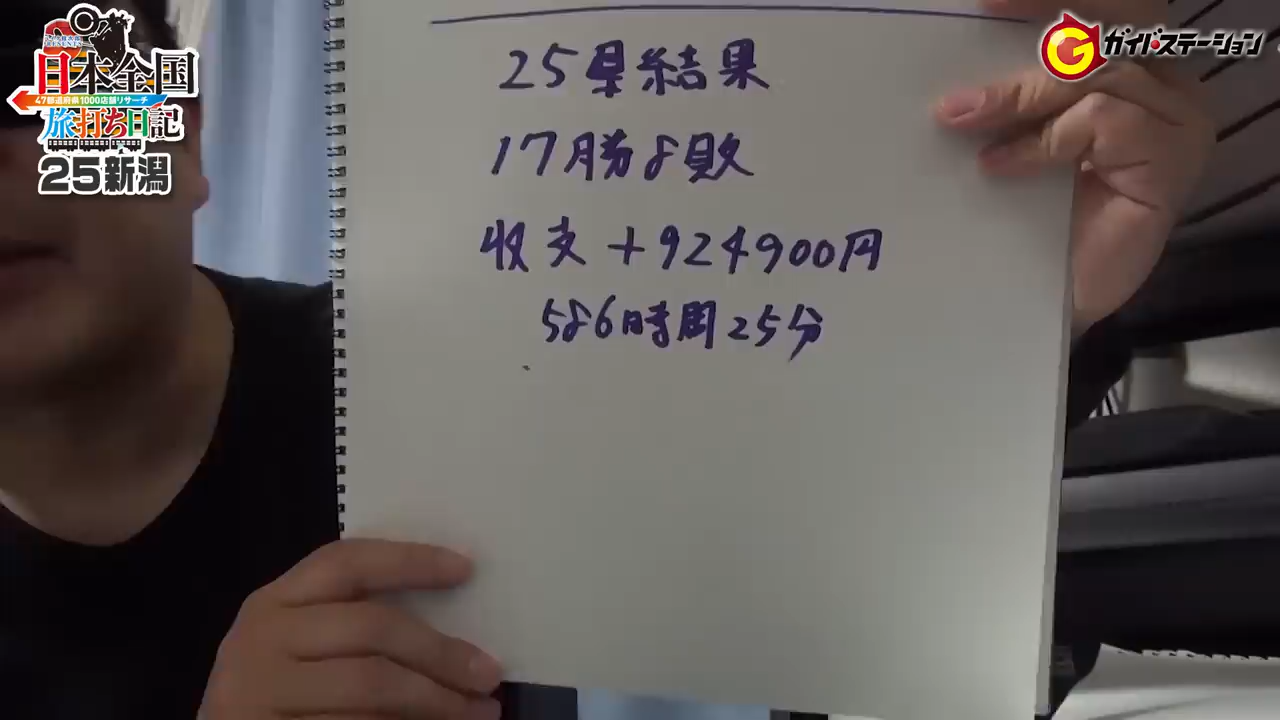 日本全国
47都道府県1000店舗リサーチ
旅打ち日記
25新潟
ガイドステーション
25県結果
17勝8敗
収支+924900円
586時間25分